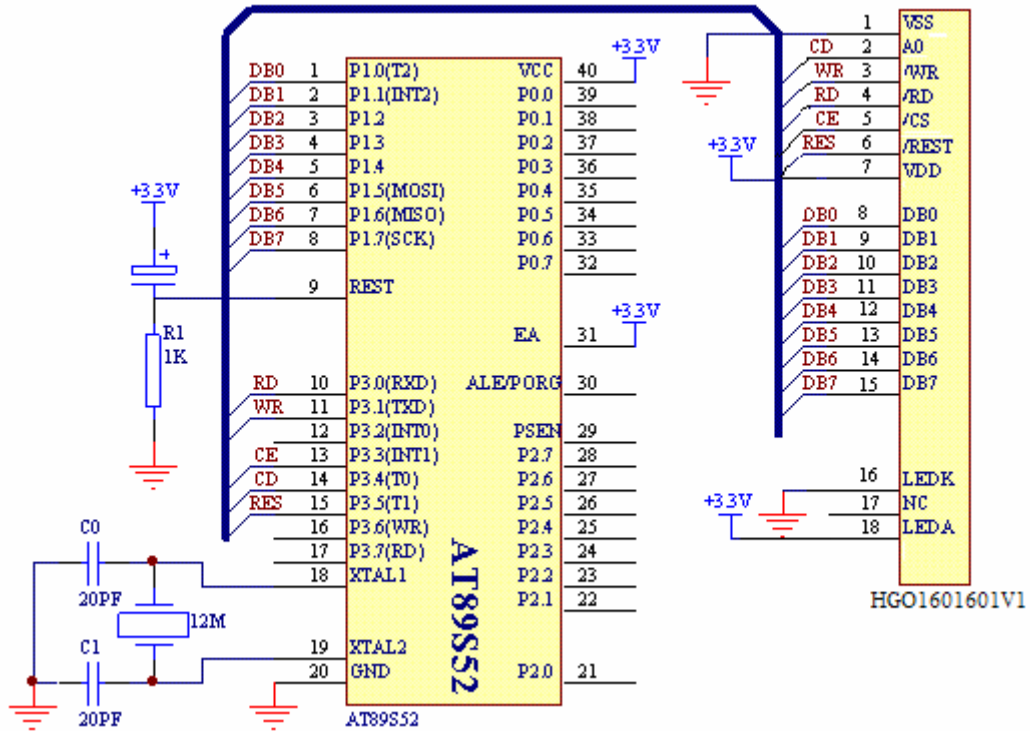 DB0 1 P1.0(T2)
DB1 2 P1.1(INT2)
DB2 3 P1.2
DB3 4 P1.3
DB4 5 P1.4
DB5 6 P1.5(MOSI)
DB6 7 P1.6(MISO)
DB7 8 P1.7(SCK)
9 REST
RD 10 P3.0(RXD)
WR 11 P3.1(TXD)
12 P3.2(INT0)
CE 13 P3.3(INT1)
CD 14 P3.4(T0)
RES 15 P3.5(T1)
16 P3.6(WR)
17 P3.7(RD)
18 XTAL1
19 XTAL2
20 GND
+3.3V
+
R1
1K
C0
20PF
12M
C1
20PF
VCC 40
+3.3V
P0.0 39
P0.1 38
P0.2 37
P0.3 36
P0.4 35
P0.5 34
P0.6 33
P0.7 32
EA 31
+3.3V
ALE/PORG 30
PSEN 29
P2.7 28
P2.6 27
P2.5 26
P2.4 25
P2.3 24
P2.2 23
P2.1 22
P2.0 21
AT89S52
AT89S52
1 VSS
CD 2 A0
WR 3 /WR
RD 4 /RD
CE 5 /CS
RES 6 /REST
+3.3V
7 VDD
DB0 8 DB0
DB1 9 DB1
DB2 10 DB2
DB3 11 DB3
DB4 12 DB4
DB5 13 DB5
DB6 14 DB6
DB7 15 DB7
16 LEDK
17 NC
+3.3V
18 LEDA
HGO1601601V1